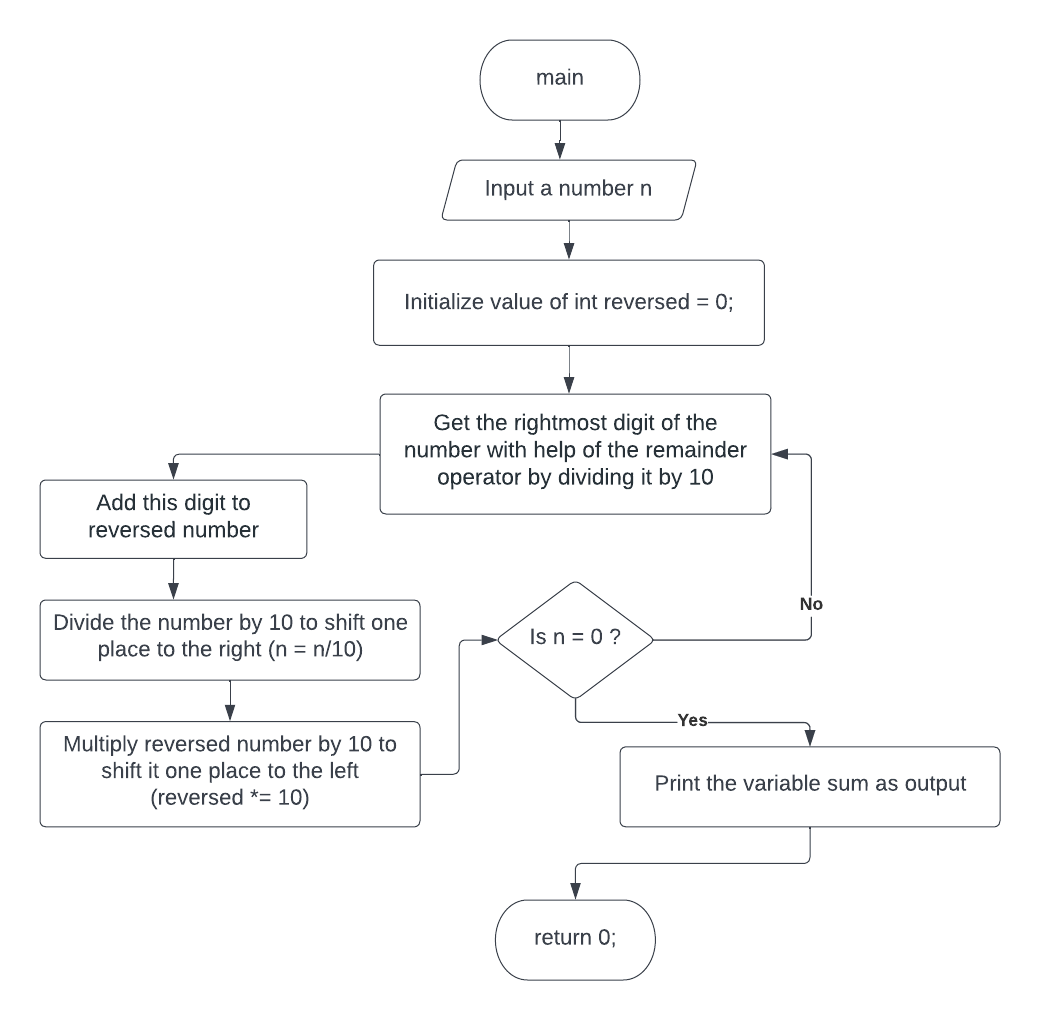 main
Input a number n
Initialize value of int reversed = 0;
Get the rightmost digit of the
number with help of the remainder
operator by dividing it by 10
Add this digit to
reversed number
Divide the number by 10 to shift one
place to the right (n = n/10)
Multiply reversed number by 10 to
shift it one place to the left
(reversed *= 10)
Is n = 0 ?
No
Yes
Print the variable sum as output
return 0;